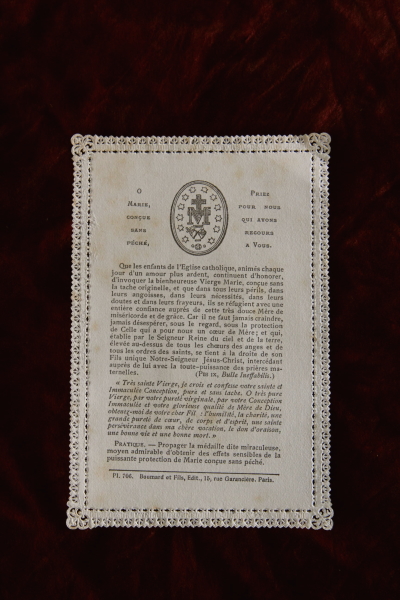 O
MARIE,
CONÇUE
SANS
PÉCHÉ,
PRIEZ
POUR NOUS
QUI AVONS
RECOURS
A VOUS.
Que les enfants de l'Eglise catholique, animés chaque
jour d'un amour plus ardent, continuent d'honorer,
d'invoquer la bienheureuse Vierge Marie, conçue sans
la tache originelle, et que dans tous leurs périls, dans
leurs angoisses, dans leurs nécessités, dans leurs
doutes et dans leurs frayeurs, ils se réfugient avec une
entière confiance auprès de cette très douce Mère de
miséricorde et de grâce. Car il ne faut jamais craindre,
jamais désespérer, sous le regard, sous la protection
de Celle qui a pour nous un cœur de Mère; et qui,
établie par le Seigneur Reine du ciel et de la terre,
élevée au-dessus de tous les chœurs des anges et de
tous les ordres des saints, se tient à la droite de son
Fils unique Notre-Seigneur Jésus-Christ, intercédant
auprès de lui avec la toute-puissance des prières ma-
ternelles. (PIE IX, Bulle Ineffabilis.)
« Très sainte Vierge, je crois et confesse votre sainte et
Immaculée Conception, pure et sans tache. O très pure
Vierge, par votre pureté virginale, par votre Conception
Immaculée et votre glorieuse qualité de Mère de Dieu,
obtenez-moi de votre cher Fils : l'humilité, la charité, une
grande pureté de cœur, de corps et d'esprit, une sainte
persévérance dans ma chère vocation, le don d'oraison,
une bonne vie et une bonne mort. »
PRATIQUE. — Propager la médaille dite miraculeuse,
moyen admirable d'obtenir des effets sensibles de la
puissante protection de Marie conçue sans péché.
Pl. 766. Bouasse et Fils, Edit., 15, rue Garancière. Paris.